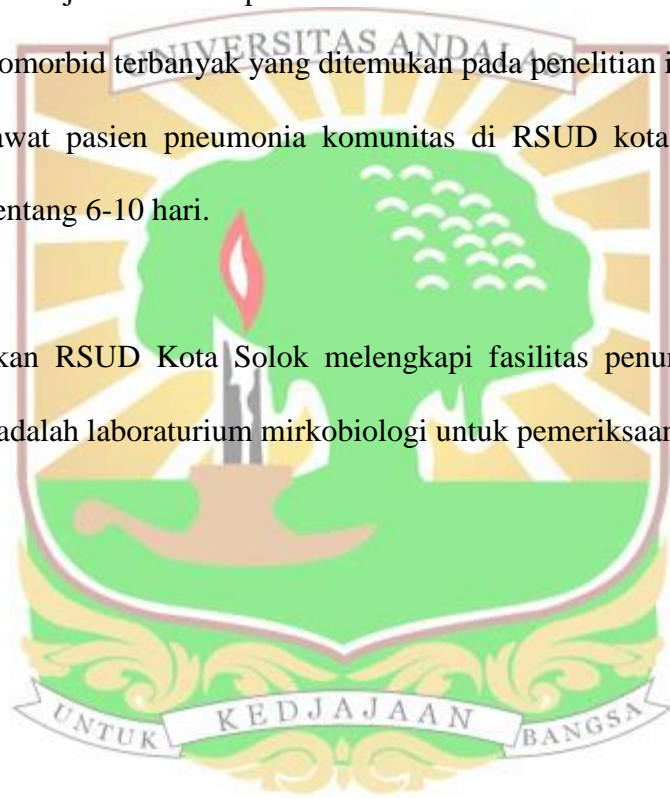 UNIVERSITAS ANDALAS
omorbid terbanyak yang ditemukan pada penelitian i
awat pasien pneumonia komunitas di RSUD kota
entang 6-10 hari.
kan RSUD Kota Solok melengkapi fasilitas penu
adalah laboraturium mirkobiologi untuk pemeriksaan
UNTUK KEDJAJAAN BANGSA